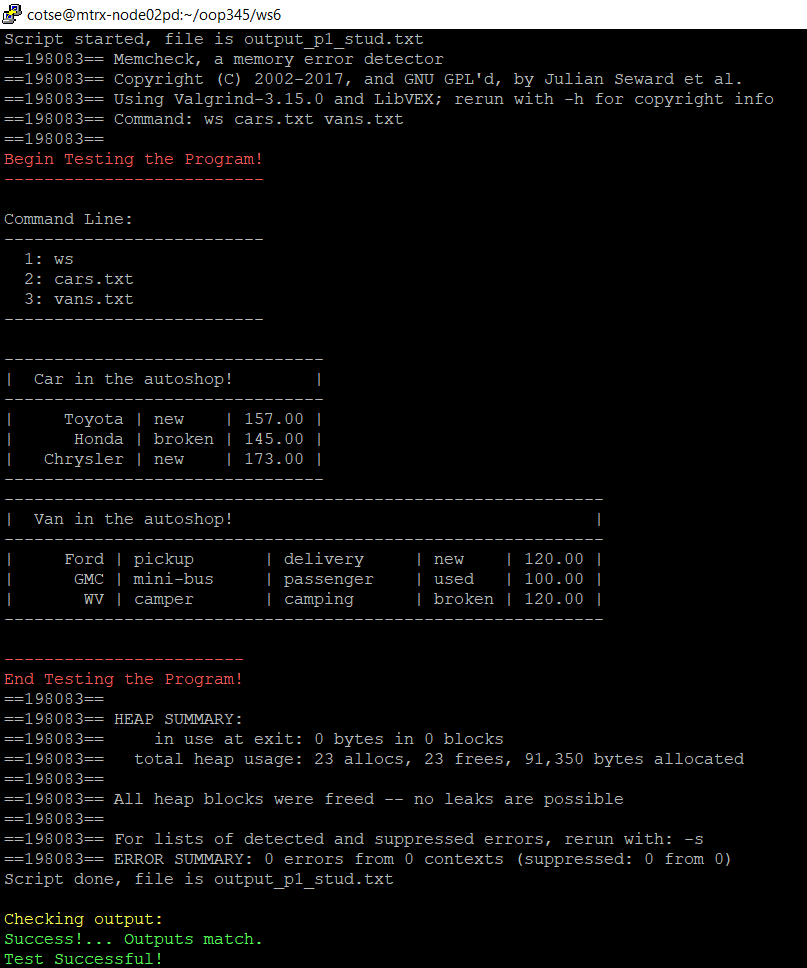 cotse@mtrx-node02pd:~/oop345/ws6
Script started, file is output_p1_stud.txt
==198083== Memcheck, a memory error detector
==198083== Copyright (C) 2002-2017, and GNU GPL'd, by Julian Seward et al.
==198083== Using Valgrind-3.15.0 and LibVEX; rerun with -h for copyright info
==198083== Command: ws cars.txt vans.txt
==198083==
Begin Testing the Program!
--------------------------
Command Line:
--------------------------
  1: ws
  2: cars.txt
  3: vans.txt
--------------------------
--------------------------------
|  Car in the autoshop!        |
--------------------------------
|     Toyota | new    | 157.00 |
|      Honda | broken | 145.00 |
|   Chrysler | new    | 173.00 |
--------------------------------
------------------------------------------------------------
|  Van in the autoshop!                                    |
------------------------------------------------------------
|     Ford | pickup       | delivery     | new    | 120.00 |
|      GMC | mini-bus     | passenger    | used   | 100.00 |
|       WV | camper       | camping      | broken | 120.00 |
------------------------------------------------------------
------------------------
End Testing the Program!
==198083==
==198083== HEAP SUMMARY:
==198083==     in use at exit: 0 bytes in 0 blocks
==198083==   total heap usage: 23 allocs, 23 frees, 91,350 bytes allocated
==198083==
==198083== All heap blocks were freed -- no leaks are possible
==198083==
==198083== For lists of detected and suppressed errors, rerun with: -s
==198083== ERROR SUMMARY: 0 errors from 0 contexts (suppressed: 0 from 0)
Script done, file is output_p1_stud.txt
Checking output:
Success!... Outputs match.
Test Successful!